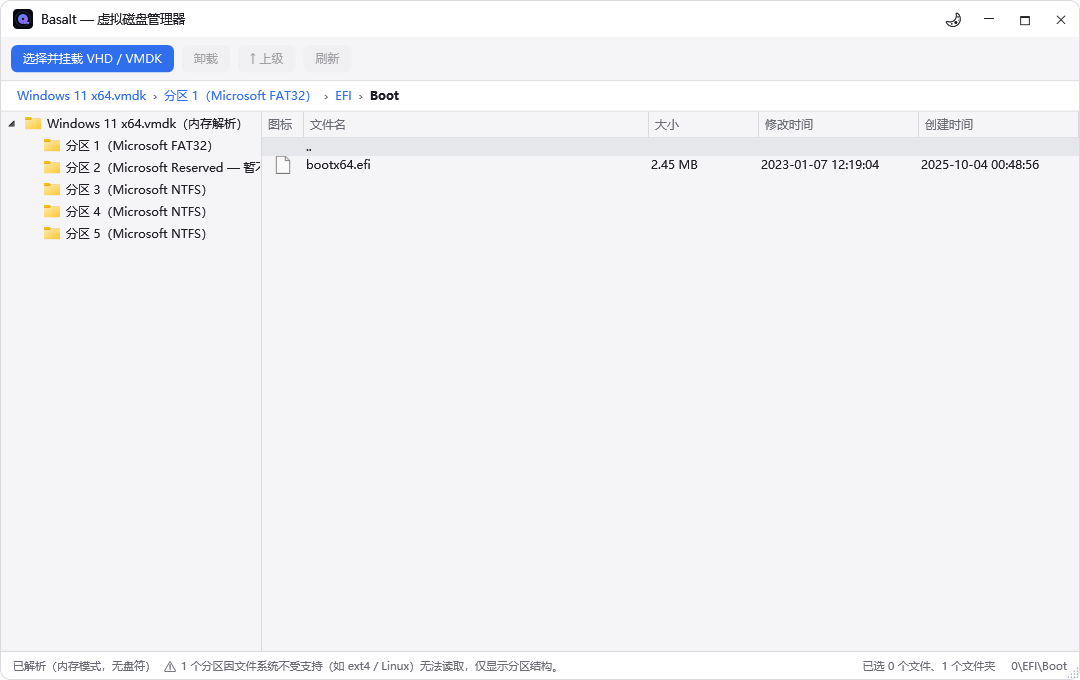 Basalt — 虚拟磁盘管理器
选择并挂载 VHD / VMDK 卸载 ↑上级 刷新
Windows 11 x64.vmdk › 分区 1（Microsoft FAT32） › EFI › Boot
Windows 11 x64.vmdk（内存解析）
分区 1（Microsoft FAT32）
分区 2（Microsoft Reserved — 暂
分区 3（Microsoft NTFS）
分区 4（Microsoft NTFS）
分区 5（Microsoft NTFS）
图标 文件名 大小 修改时间 创建时间
..
bootx64.efi 2.45 MB 2023-01-07 12:19:04 2025-10-04 00:48:56
已解析（内存模式，无盘符） ⚠ 1 个分区因文件系统不受支持（如 ext4 / Linux）无法读取，仅显示分区结构。 已选 0 个文件、1 个文件夹 0\EFI\Boot